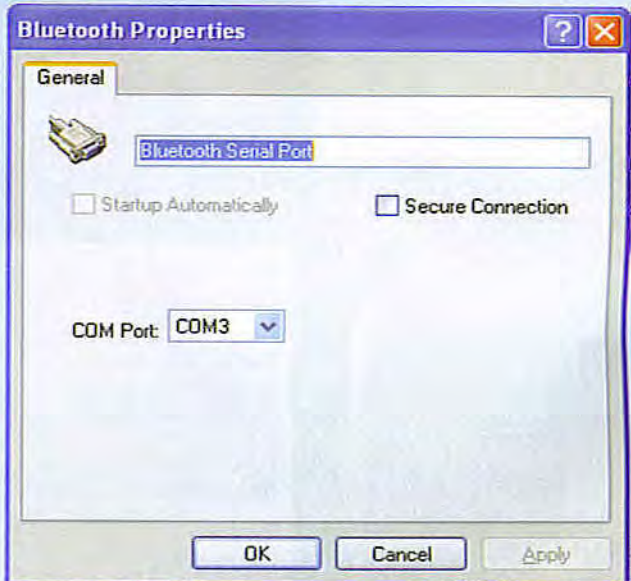 Bluetooth Properties
?
General
Bluetooth Serial Port
Startup Automatically
Secure Connection
COM Port: COM3
OK Cancel Apply